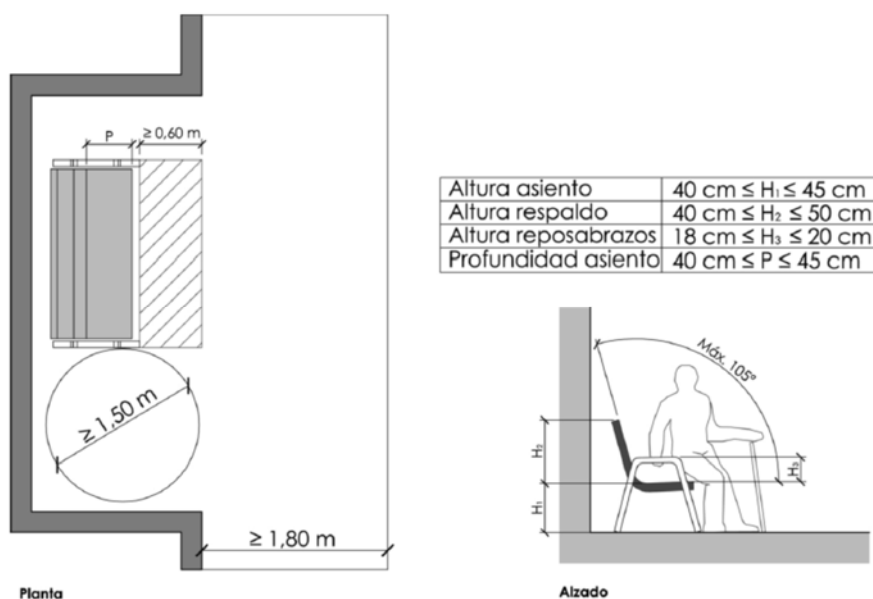 P
≥ 0,60 m
≥ 1,50 m
≥ 1,80 m
Planta
Altura asiento 40 cm ≤ H₁ ≤ 45 cm
Altura respaldo 40 cm ≤ H₂ ≤ 50 cm
Altura reposabrazos 18 cm ≤ H₃ ≤ 20 cm
Profundidad asiento 40 cm ≤ P ≤ 45 cm
Máx. 105º
H₂
H₃
H₁
Alzado